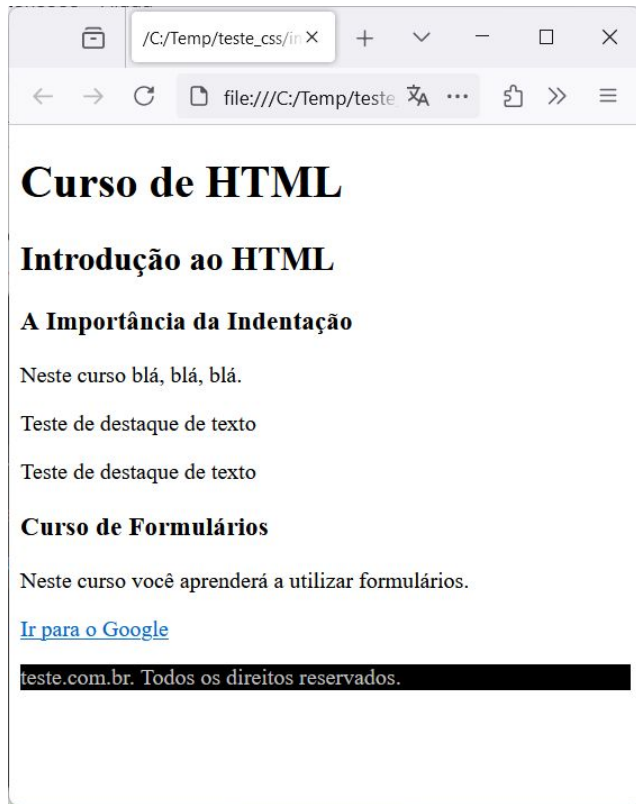 /C:/Temp/teste_css/in
file:///C:/Temp/teste
Curso de HTML
Introdução ao HTML
A Importância da Indentação
Neste curso blá, blá, blá.
Teste de destaque de texto
Teste de destaque de texto
Curso de Formulários
Neste curso você aprenderá a utilizar formulários.
Ir para o Google
teste.com.br. Todos os direitos reservados.